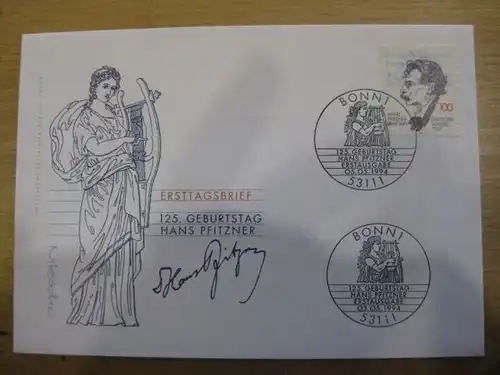 ERSTTAGSBRIEF
125. GEBURTSTAG
HANS PFITZNER
BONN 1
125. GEBURTSTAG
HANS PFITZNER
ERSTAUSGABE
05.05.1994
53111
100
BONN 1
125. GEBURTSTAG
HANS PFITZNER
ERSTAUSGABE
05.05.1994
53111